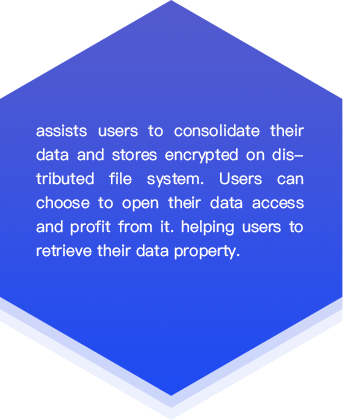 assists users to consolidate their
data and stores encrypted on dis-
tributed file system. Users can
choose to open their data access
and profit from it. helping users to
retrieve their data property.